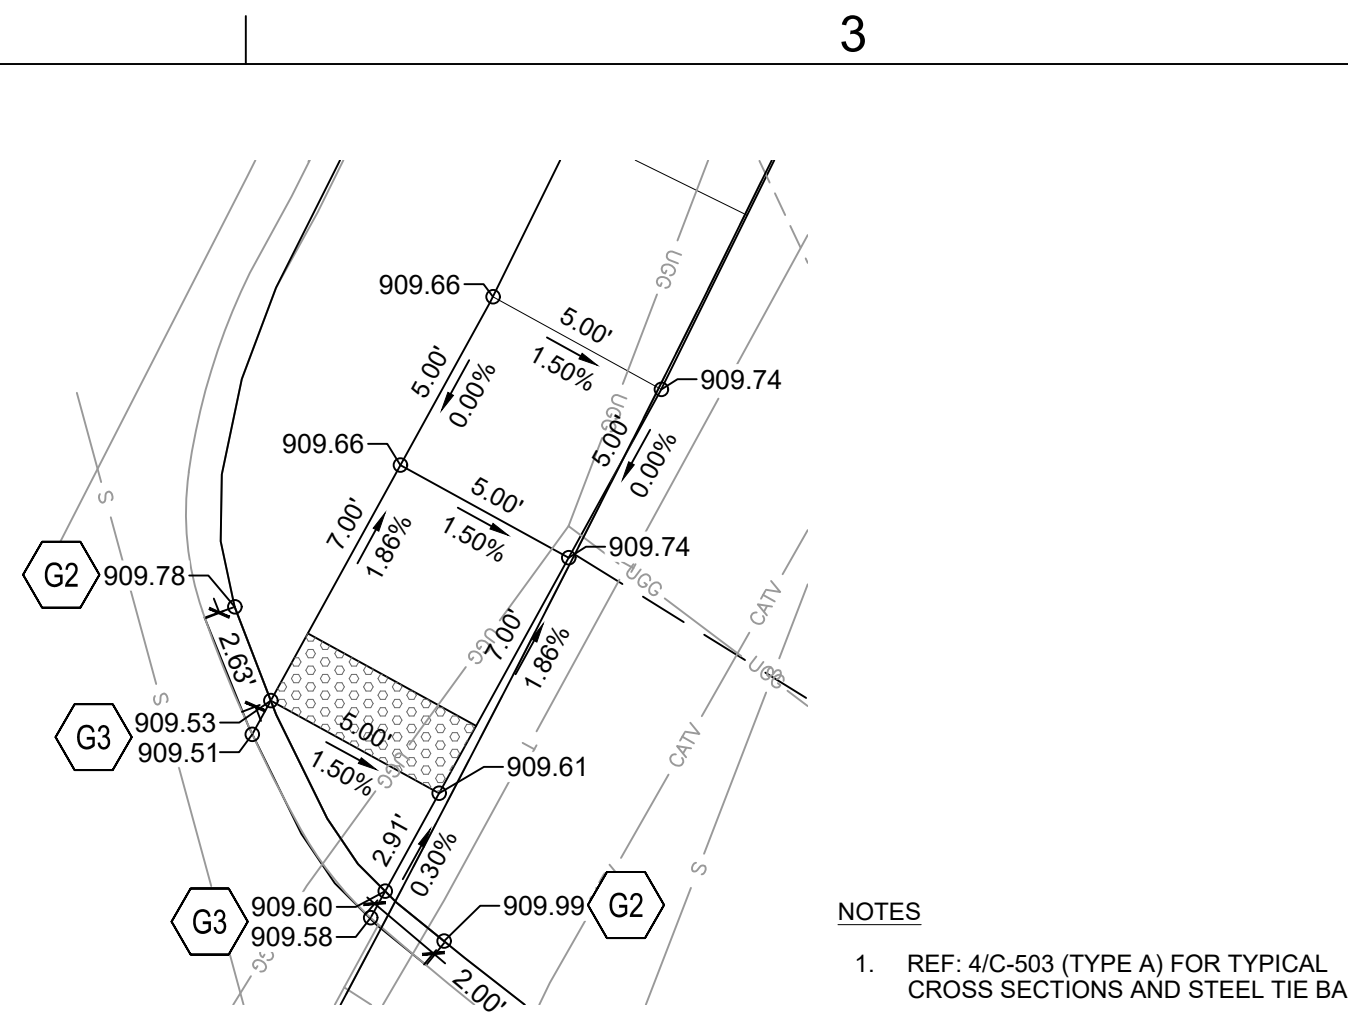 3
UGG
909.66
5.00'
1.50%
5.00'
0.00%
909.74
UGG
5.00'
0.00%
909.66
5.00'
1.50%
S
7.00'
1.86%
909.74
G2
909.78
UGG
CATV
2.63'
UGG
7.00'
1.86%
UGG
S
G3
909.53
909.51
5.00'
1.50%
UGG
T
CATV
909.61
2.91'
0.30%
S
G3
909.60
909.58
909.99
G2
2.00'
NOTES
1. REF: 4/C-503 (TYPE A) FOR TYPICAL
CROSS SECTIONS AND STEEL TIE BA